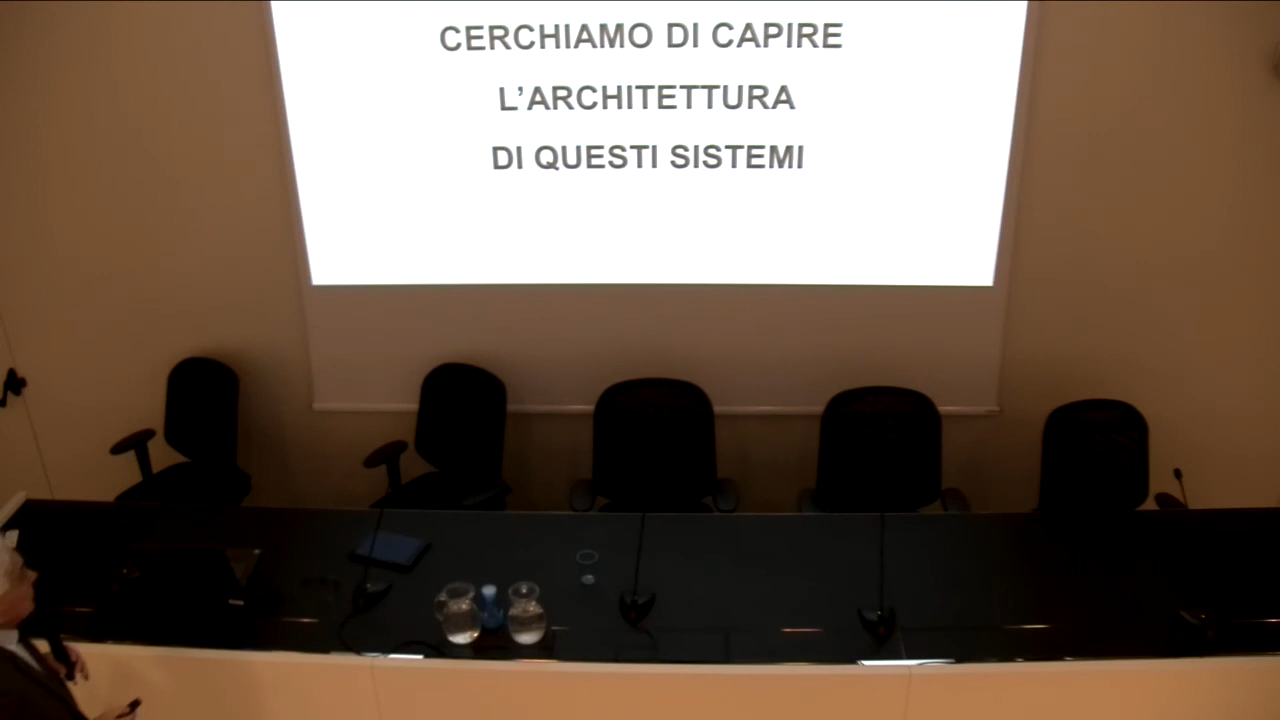 CERCHIAMO DI CAPIRE
L’ARCHITETTURA
DI QUESTI SISTEMI